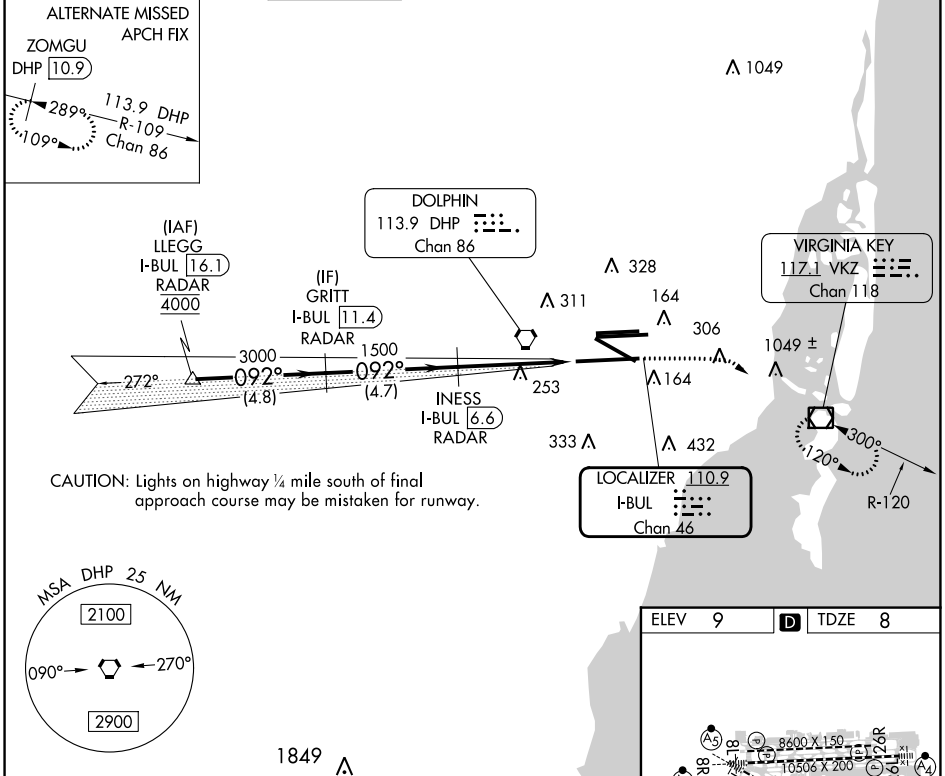 ALTERNATE MISSED
APCH FIX
ZOMGU
DHP 10.9
289°
109°
113.9 DHP
R-109
Chan 86
1049
DOLPHIN
113.9 DHP
Chan 86
(IAF)
LLEGG
I-BUL 16.1
RADAR
4000
(IF)
GRITT
I-BUL 11.4
RADAR
328
311
164
306
VIRGINIA KEY
117.1 VKZ
Chan 118
1049 ±
272°
3000
092°
(4.8)
1500
092°
(4.7)
INESS
I-BUL 6.6
RADAR
253
164
333
432
300°
120°
R-120
CAUTION: Lights on highway ¼ mile south of final
approach course may be mistaken for runway.
LOCALIZER 110.9
I-BUL
Chan 46
MSA DHP 25 NM
2100
090°
270°
2900
1849
ELEV 9
D
TDZE 8
A5
8L
8R
P
P
P
P
8600 X 150
10506 X 200
26R
A4